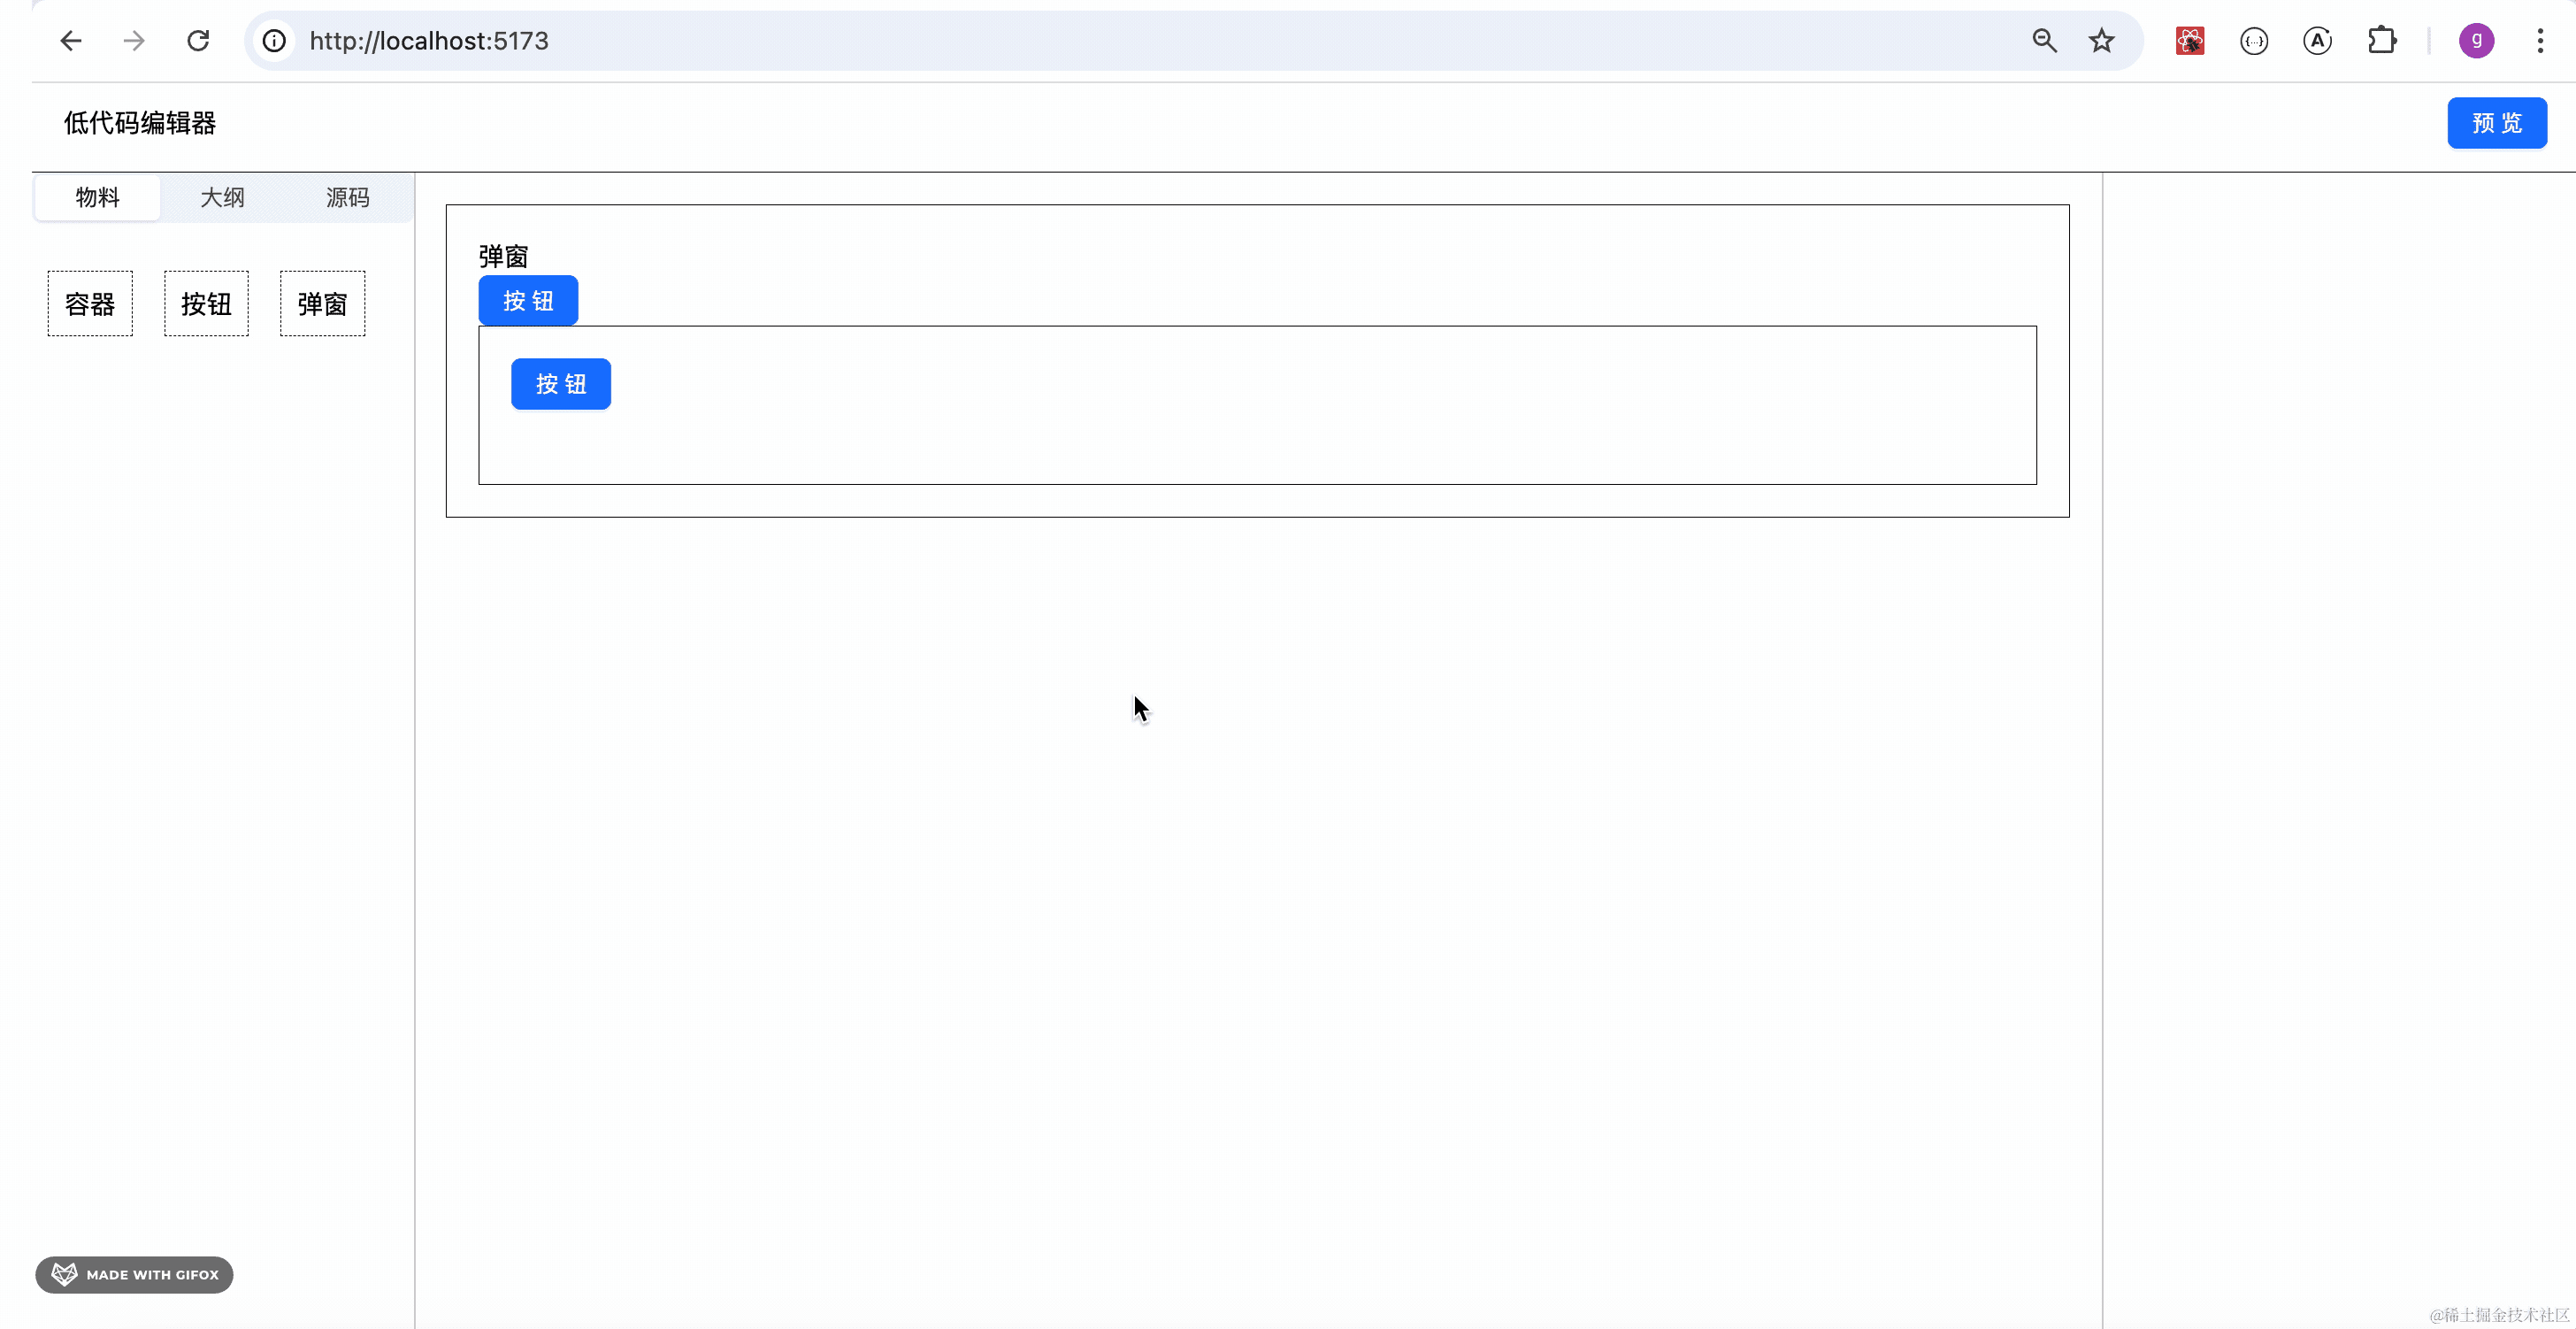 http://localhost:5173
g
低代码编辑器
预 览
物料 大纲 源码
容器 按钮 弹窗
弹窗
按 钮
按 钮
MADE WITH GIFOX
@稀土掘金技术社区